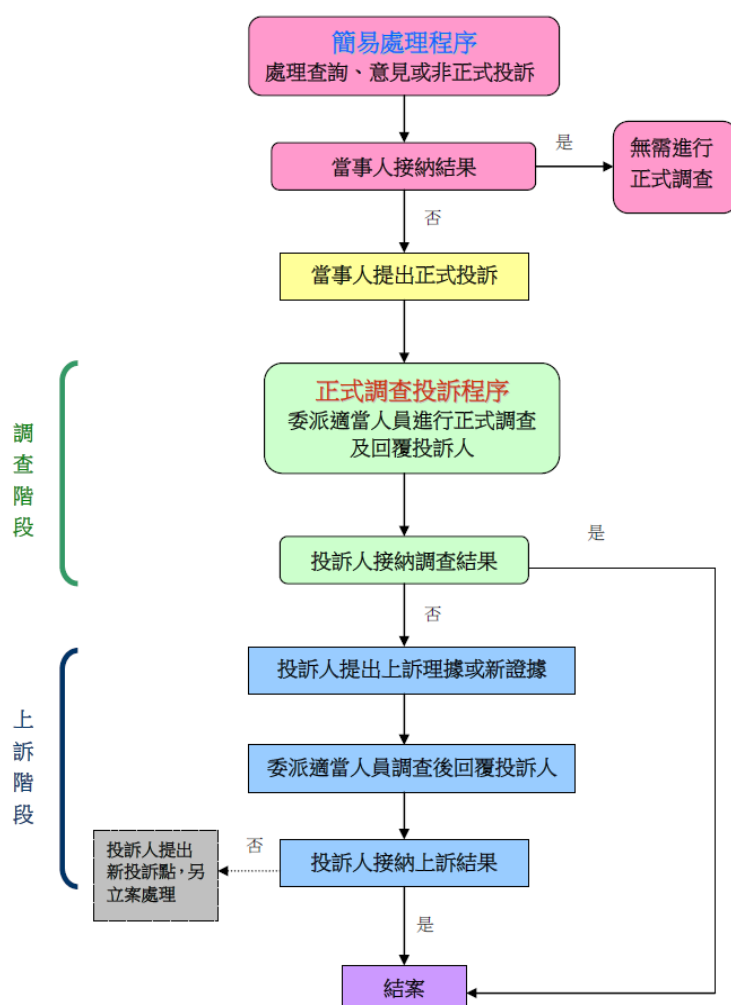 簡易處理程序
處理查詢、意見或非正式投訴
是
無需進行
正式調查
當事人接納結果
否
當事人提出正式投訴
調查階段
正式調查投訴程序
委派適當人員進行正式調查
及回覆投訴人
是
投訴人接納調查結果
否
上訴階段
投訴人提出上訴理據或新證據
委派適當人員調查後回覆投訴人
投訴人提出
新投訴點，另
立案處理
否
投訴人接納上訴結果
是
結案